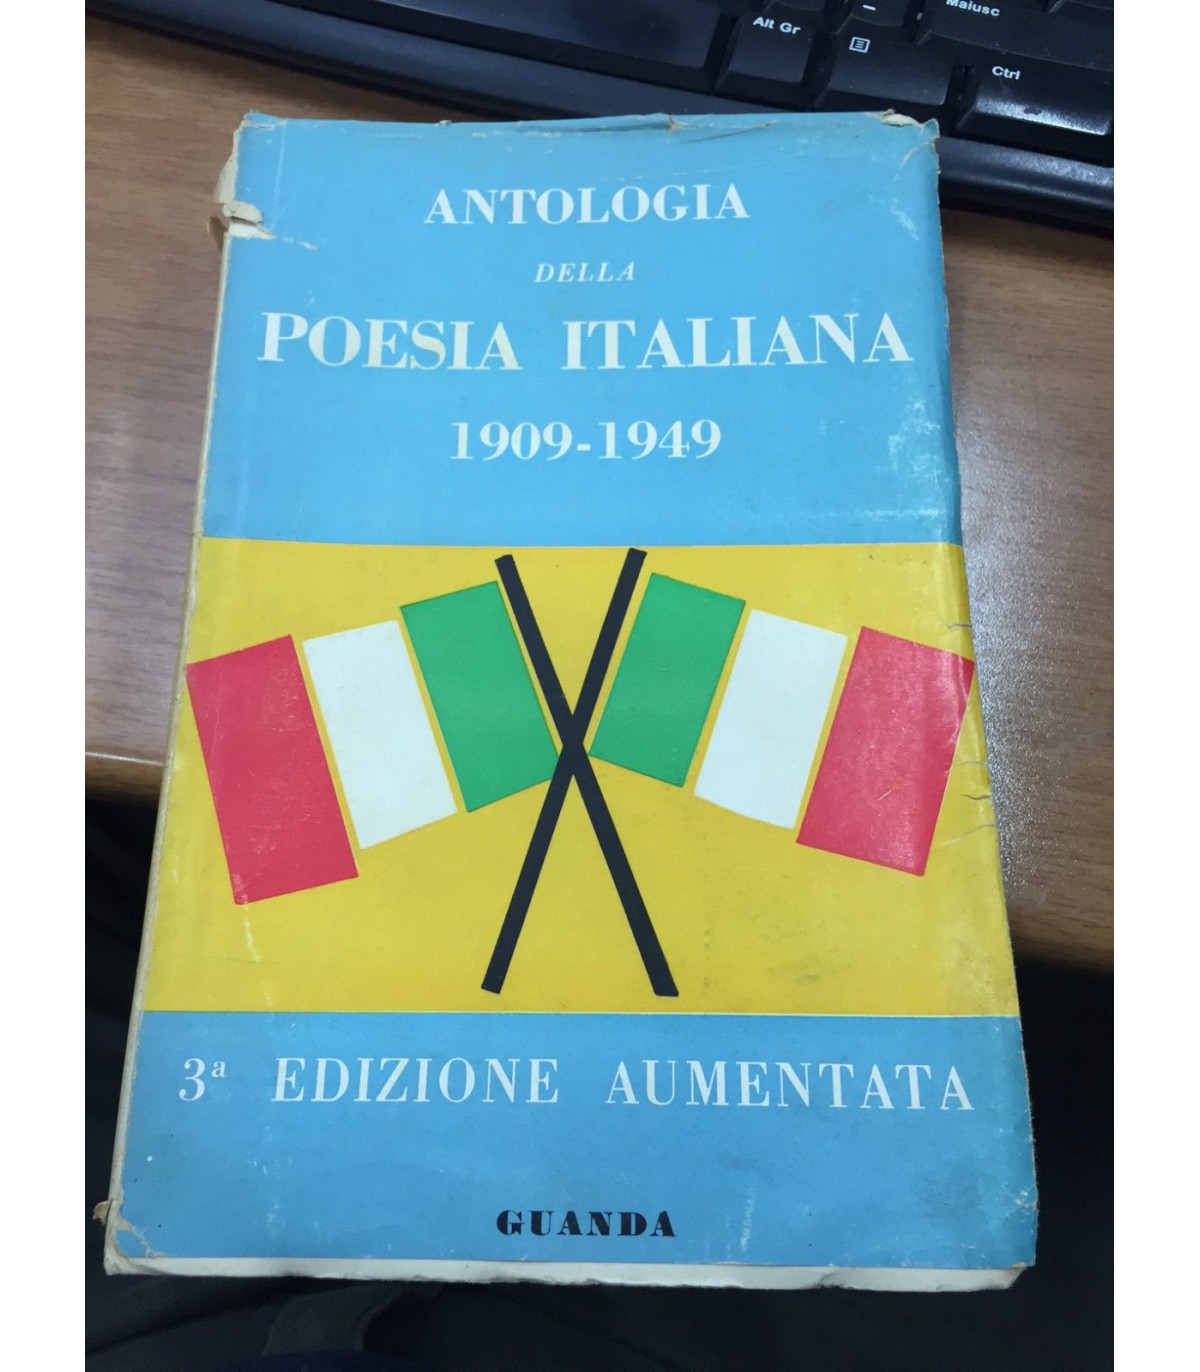 Alt Gr
Maiusc
Ctrl
ANTOLOGIA
DELLA
POESIA ITALIANA
1909-1949
3ª EDIZIONE AUMENTATA
GUANDA